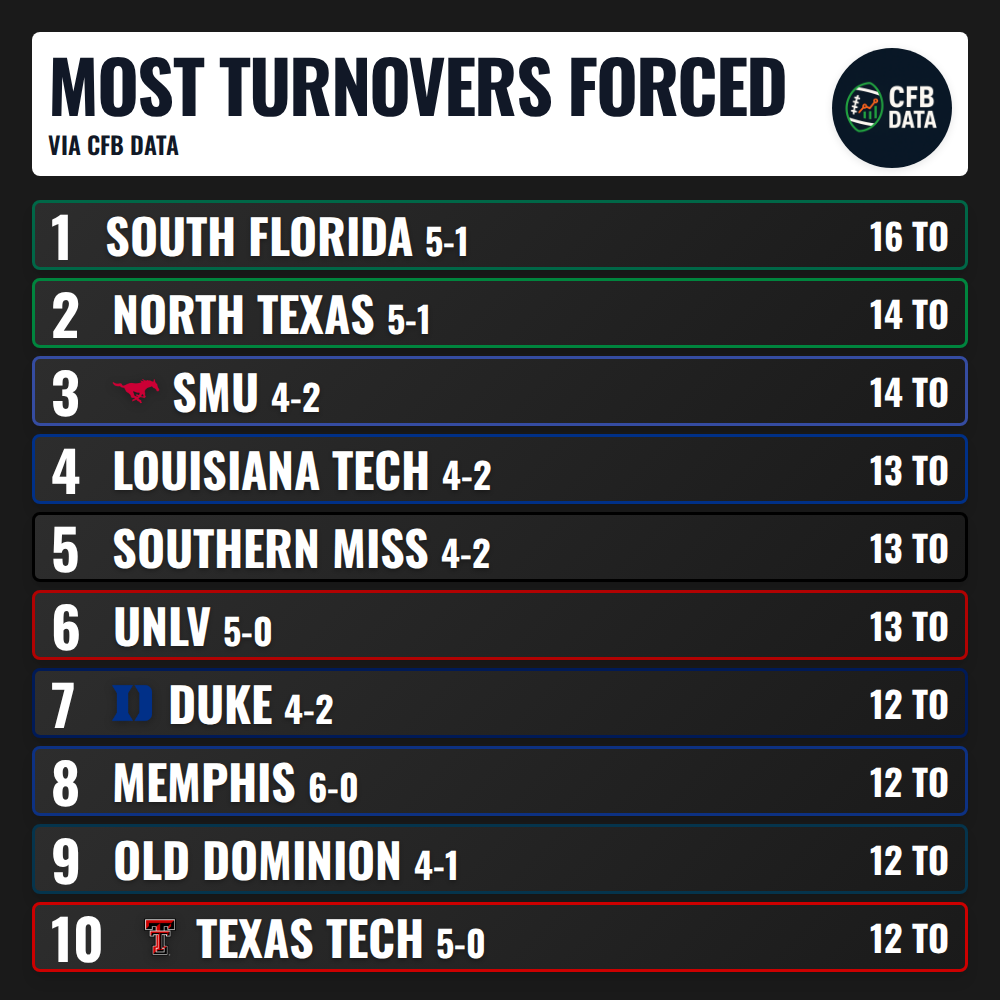 MOST TURNOVERS FORCED
VIA CFB DATA
CFB
DATA
1 SOUTH FLORIDA 5-1 16 TO
2 NORTH TEXAS 5-1 14 TO
3 SMU 4-2 14 TO
4 LOUISIANA TECH 4-2 13 TO
5 SOUTHERN MISS 4-2 13 TO
6 UNLV 5-0 13 TO
7 D DUKE 4-2 12 TO
8 MEMPHIS 6-0 12 TO
9 OLD DOMINION 4-1 12 TO
10 TT TEXAS TECH 5-0 12 TO